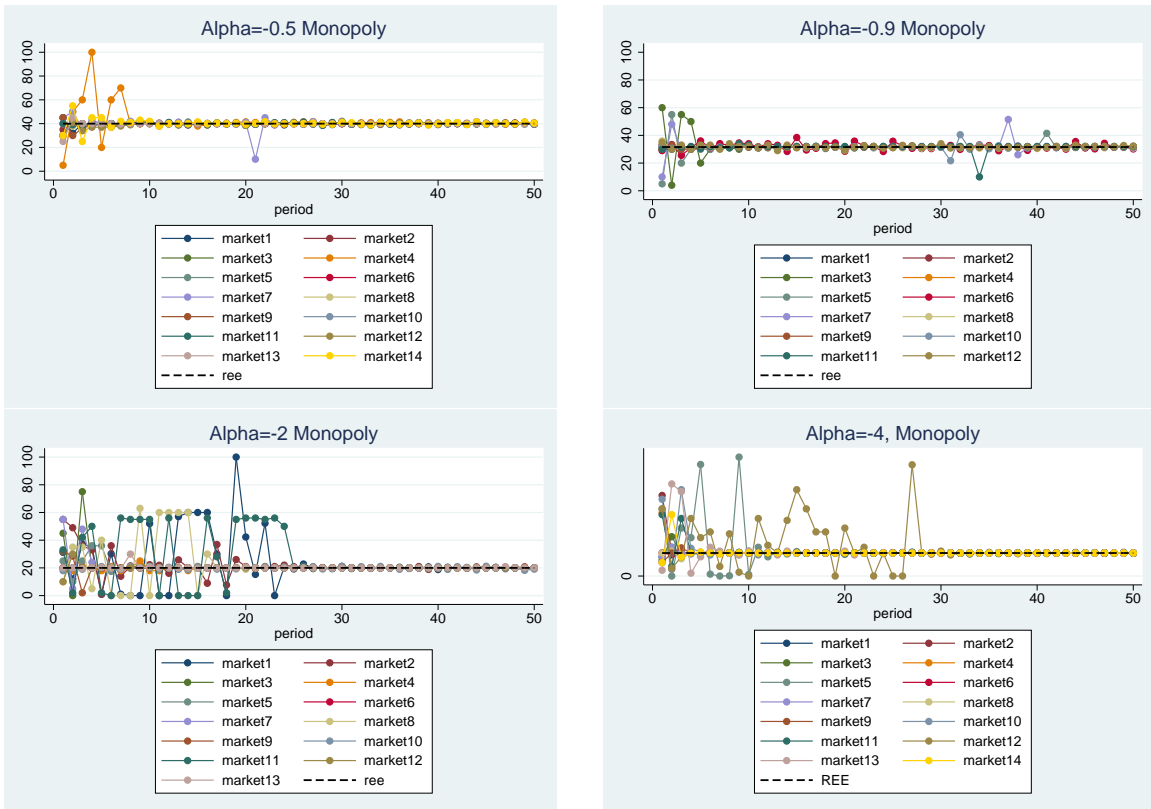 Alpha=-0.5 Monopoly
0 20 40 60 80 100
0 10 20 30 40 50
period
market1 market2
market3 market4
market5 market6
market7 market8
market9 market10
market11 market12
market13 market14
ree
Alpha=-0.9 Monopoly
0 20 40 60 80 100
0 10 20 30 40 50
period
market1 market2
market3 market4
market5 market6
market7 market8
market9 market10
market11 market12
ree
Alpha=-2 Monopoly
0 20 40 60 80 100
0 10 20 30 40 50
period
market1 market2
market3 market4
market5 market6
market7 market8
market9 market10
market11 market12
market13 ree
Alpha=-4, Monopoly
0
0 10 20 30 40 50
period
market1 market2
market3 market4
market5 market6
market7 market8
market9 market10
market11 market12
market13 market14
REE